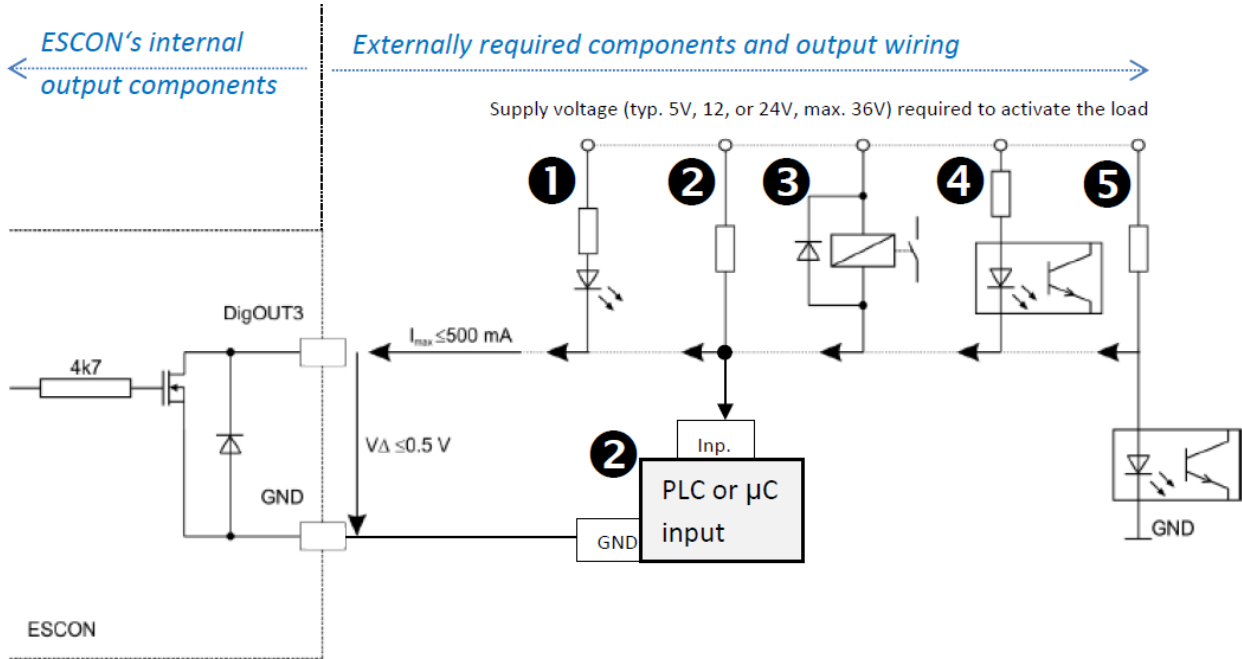 ESCON‘s internal
output components
Externally required components and output wiring
Supply voltage (typ. 5V, 12, or 24V, max. 36V) required to activate the load
1
2
3
4
5
DigOUT3
Imax ≤500 mA
4k7
VΔ ≤0.5 V
2
Inp.
PLC or µC
input
GND
GND
GND
ESCON